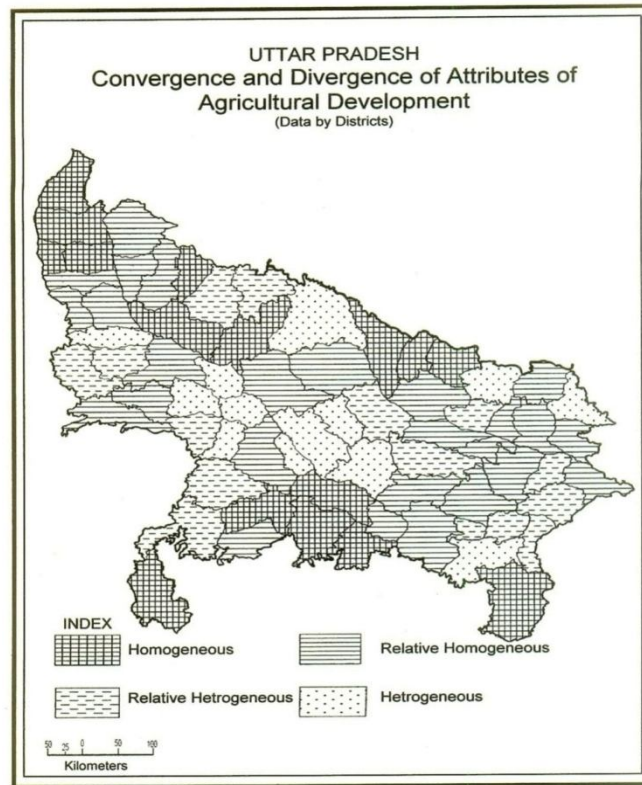 UTTAR PRADESH
Convergence and Divergence of Attributes of
Agricultural Development
(Data by Districts)
INDEX
Homogeneous
Relative Homogeneous
Relative Hetrogeneous
Hetrogeneous
50 25 0 50 100
Kilometers